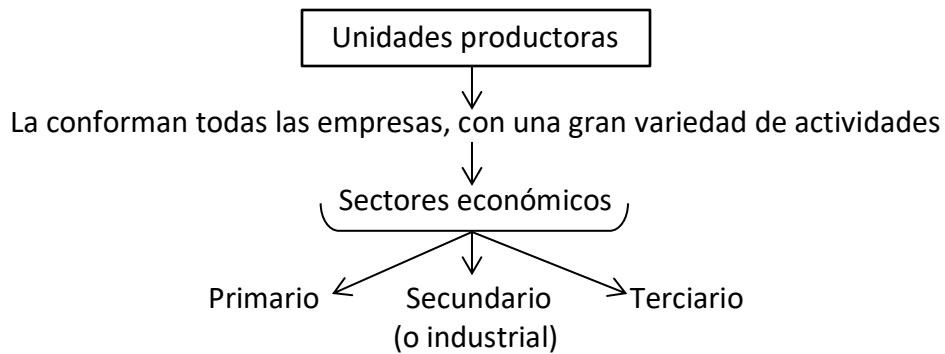 Unidades productoras
La conforman todas las empresas, con una gran variedad de actividades
Sectores económicos
Primario Secundario Terciario
(o industrial)